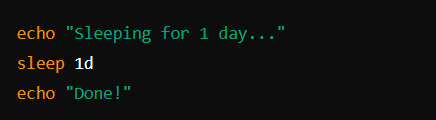 echo "Sleeping for 1 day..."
sleep 1d
echo "Done!"